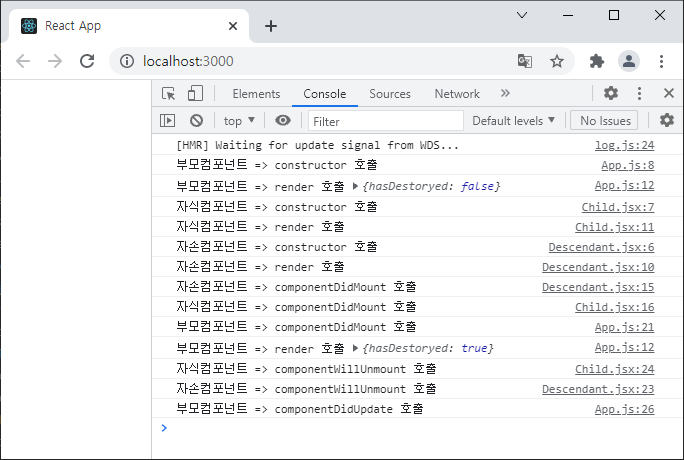 React App
localhost:3000
Elements Console Sources Network
top Filter Default levels No Issues
[HMR] Waiting for update signal from WDS... log.js:24
부모컴포넌트 => constructor 호출 App.js:8
부모컴포넌트 => render 호출 {hasDestoryed: false} App.js:12
자식컴포넌트 => constructor 호출 Child.jsx:7
자식컴포넌트 => render 호출 Child.jsx:11
자손컴포넌트 => constructor 호출 Descendant.jsx:6
자손컴포넌트 => render 호출 Descendant.jsx:10
자손컴포넌트 => componentDidMount 호출 Descendant.jsx:15
자식컴포넌트 => componentDidMount 호출 Child.jsx:16
부모컴포넌트 => componentDidMount 호출 App.js:21
부모컴포넌트 => render 호출 {hasDestoryed: true} App.js:12
자식컴포넌트 => componentWillUnmount 호출 Child.jsx:24
자손컴포넌트 => componentWillUnmount 호출 Descendant.jsx:23
부모컴포넌트 => componentDidUpdate 호출 App.js:26